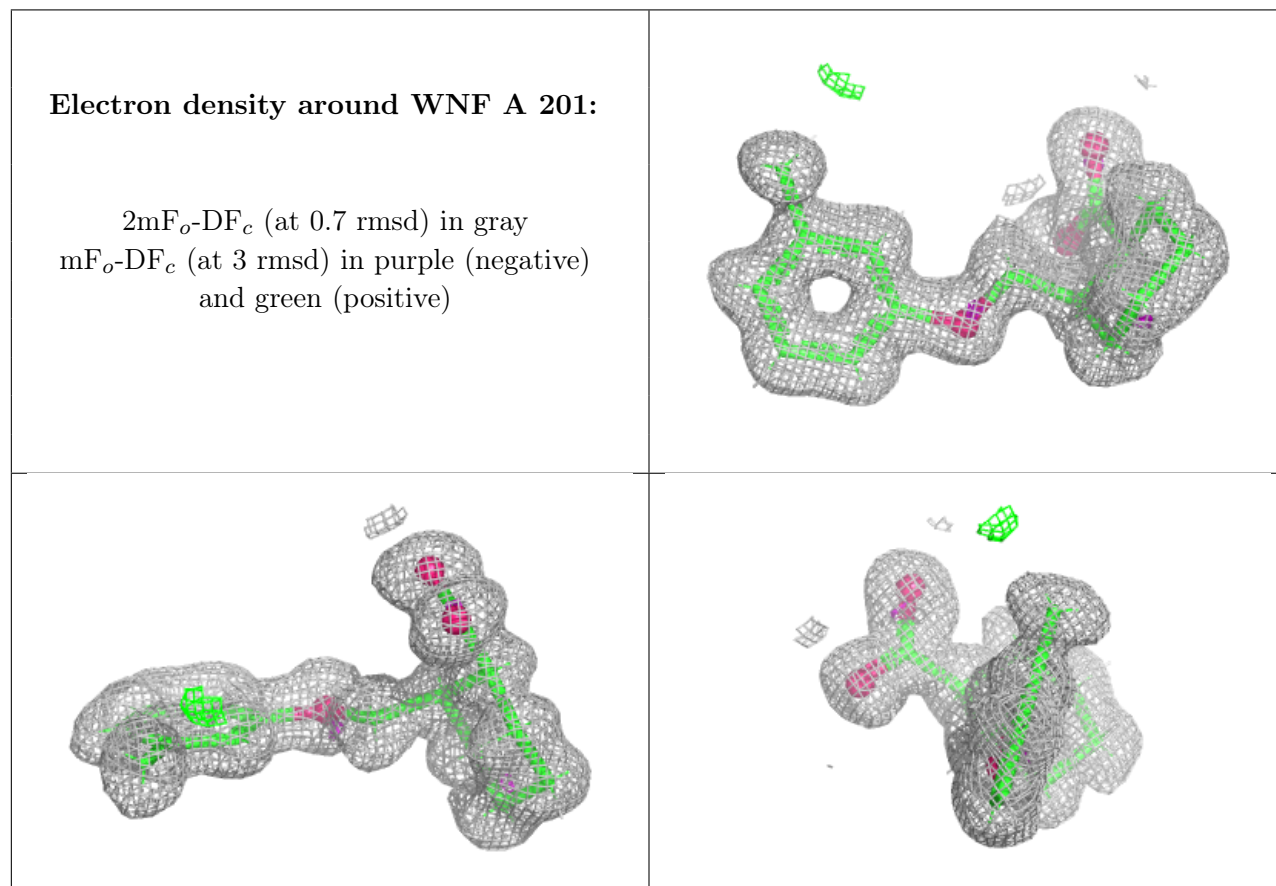 Electron density around WNF A 201:
2mFo-DFc (at 0.7 rmsd) in gray
mFo-DFc (at 3 rmsd) in purple (negative)
and green (positive)